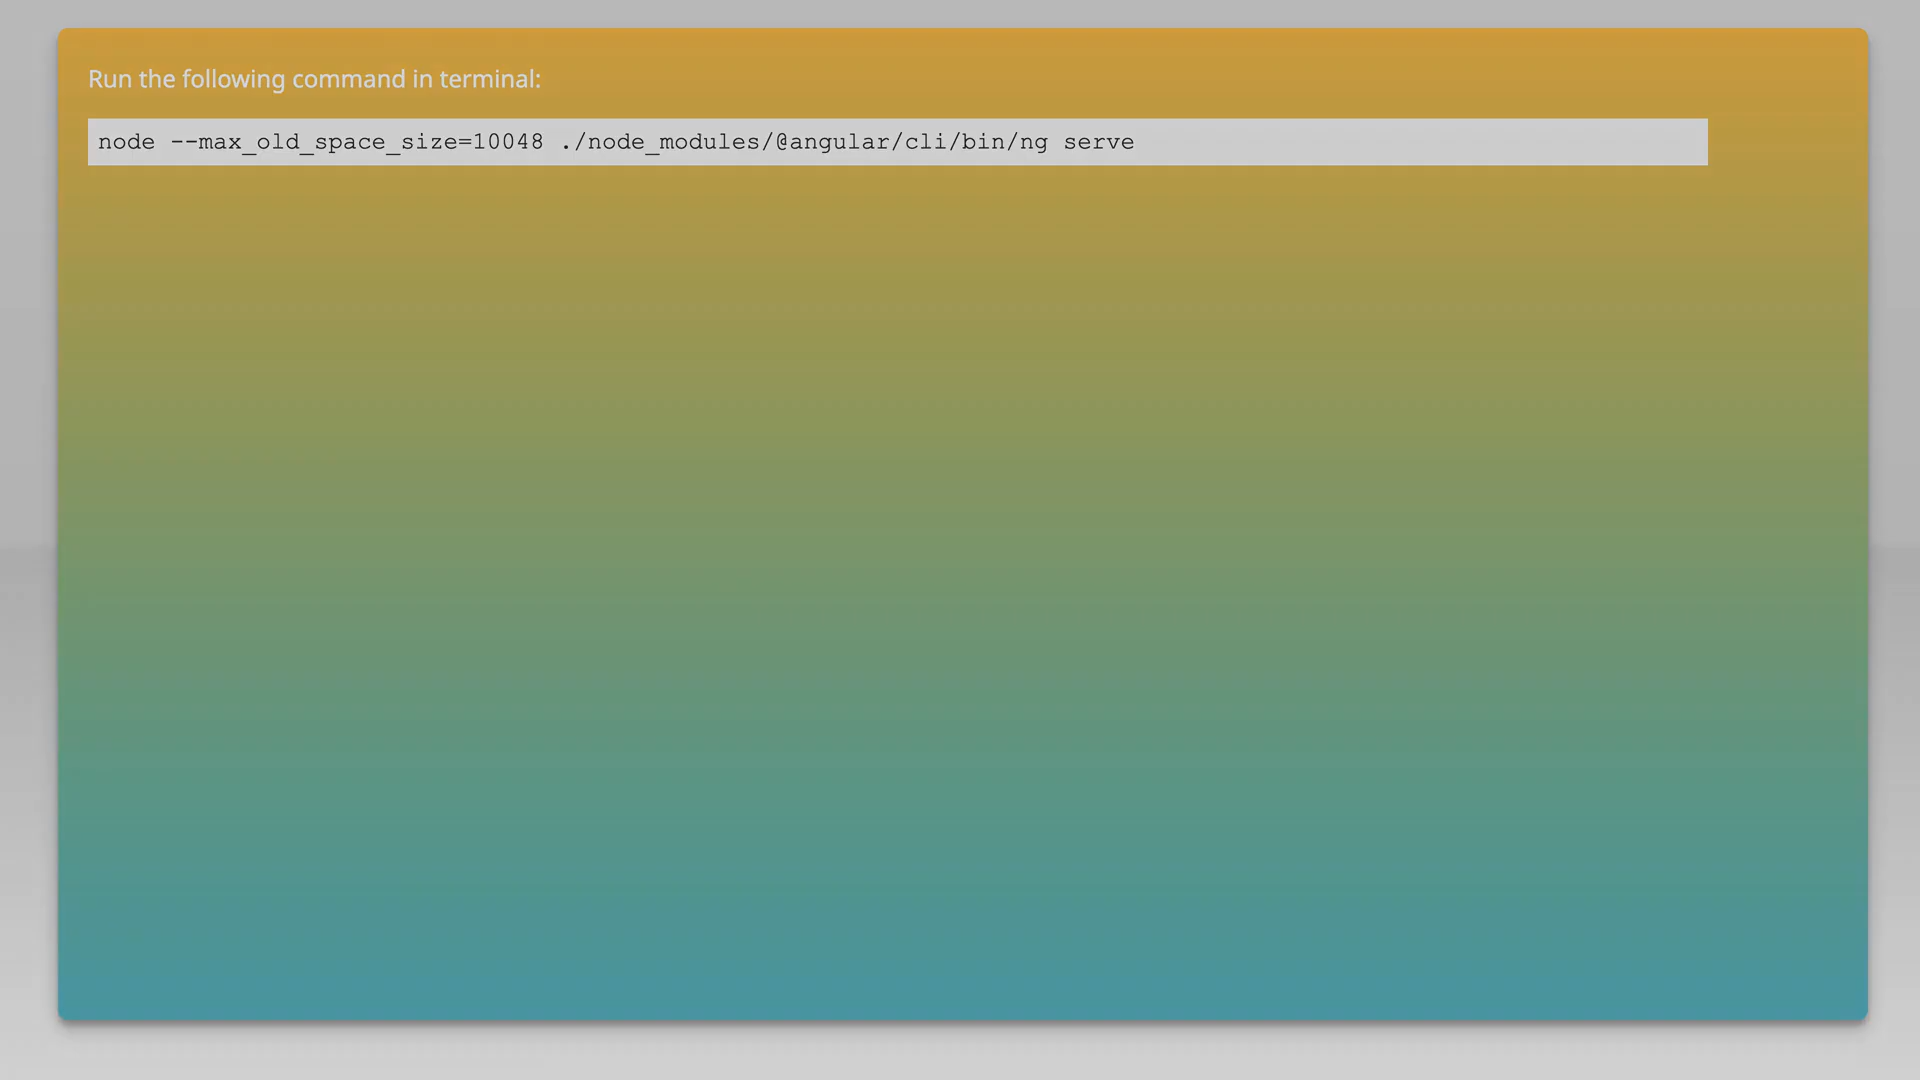 Run the following command in terminal:
node --max_old_space_size=10048 ./node_modules/@angular/cli/bin/ng serve